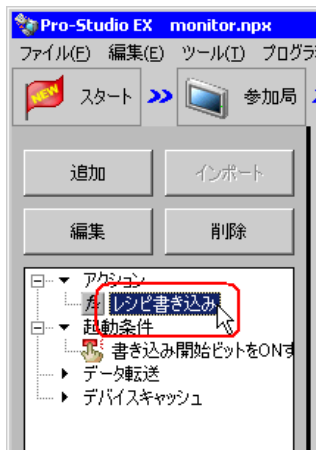 Pro-Studio EX monitor.npx
ファイル(F) 編集(E) ツール(T) プログラ
NEW スタート 参加局
追加 インポート
編集 削除
アクション
fx レシピ書き込み
起動条件
書き込み開始ビットをONす
データ転送
デバイスキャッシュ